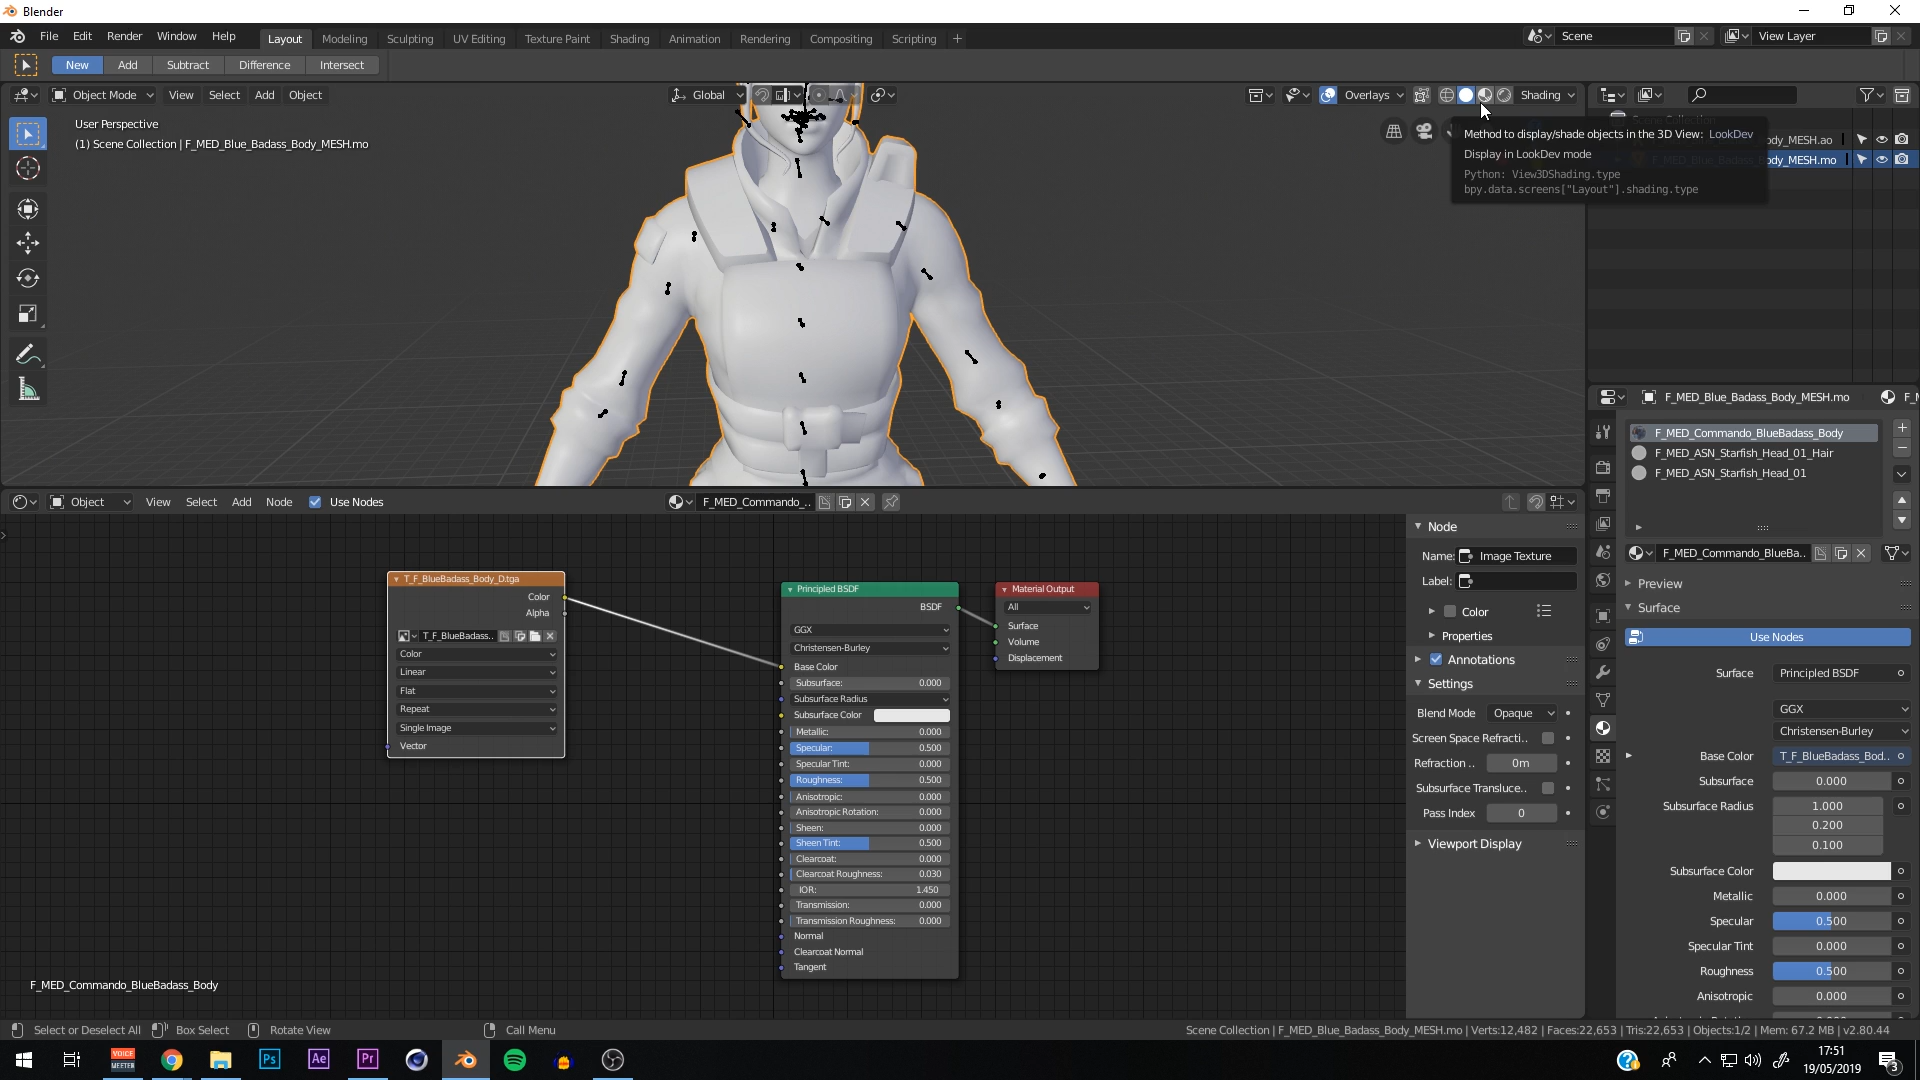 Blender
File Edit Render Window Help Layout Modeling Sculpting UV Editing Texture Paint Shading Animation Rendering Compositing Scripting + Scene View Layer
New Add Subtract Difference Intersect
Object Mode View Select Add Object Global Overlays Shading
User Perspective
(1) Scene Collection | F_MED_Blue_Badass_Body_MESH.mo
Method to display/shade objects in the 3D View: LookDev
Display in LookDev mode
Python: View3DShading.type
bpy.data.screens["Layout"].shading.type
ody_MESH.ao
ody_MESH.mo
F_MED_Blue_Badass_Body_MESH.mo F_M
F_MED_Commando_BlueBadass_Body
F_MED_ASN_Starfish_Head_01_Hair
F_MED_ASN_Starfish_Head_01
F_MED_Commando_BlueBa..
Preview
Surface
Use Nodes
Surface Principled BSDF
GGX
Christensen-Burley
Base Color T_F_BlueBadass_Bod..
Subsurface 0.000
Subsurface Radius 1.000
0.200
0.100
Subsurface Color
Metallic 0.000
Specular 0.500
Specular Tint 0.000
Roughness 0.500
Anisotropic 0.000
Object View Select Add Node Use Nodes F_MED_Commando_..
T_F_BlueBadass_Body_D.tga
Color
Alpha
T_F_BlueBadass..
Color
Linear
Flat
Repeat
Single Image
Vector
Principled BSDF
BSDF
GGX
Christensen-Burley
Base Color
Subsurface: 0.000
Subsurface Radius
Subsurface Color
Metallic: 0.000
Specular: 0.500
Specular Tint: 0.000
Roughness: 0.500
Anisotropic: 0.000
Anisotropic Rotation: 0.000
Sheen: 0.000
Sheen Tint: 0.500
Clearcoat: 0.000
Clearcoat Roughness: 0.030
IOR: 1.450
Transmission: 0.000
Transmission Roughness: 0.000
Normal
Clearcoat Normal
Tangent
Material Output
All
Surface
Volume
Displacement
Node
Name: Image Texture
Label:
Color
Properties
Annotations
Settings
Blend Mode Opaque
Screen Space Refracti..
Refraction .. 0m
Subsurface Transluce..
Pass Index 0
Viewport Display
F_MED_Commando_BlueBadass_Body
Select or Deselect All Box Select Rotate View Call Menu
Scene Collection | F_MED_Blue_Badass_Body_MESH.mo | Verts:12,482 | Faces:22,653 | Tris:22,653 | Objects:1/2 | Mem: 67.2 MB | v2.80.44
VOICE MEETER Ps Ae Pr
17:51
19/05/2019
3